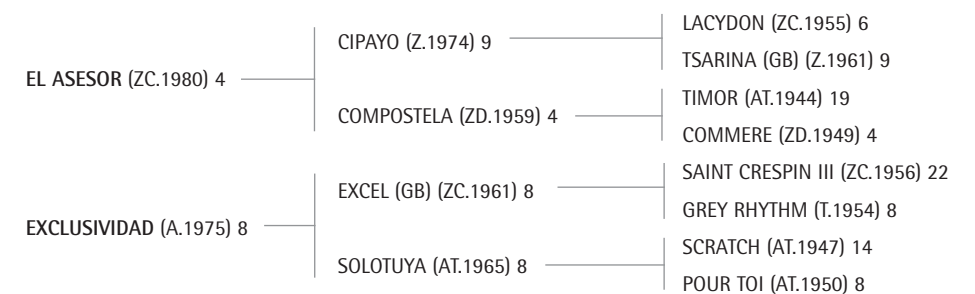 LACYDON (ZC.1955) 6
CIPAYO (Z.1974) 9
TSARINA (GB) (Z.1961) 9
EL ASESOR (ZC.1980) 4
TIMOR (AT.1944) 19
COMPOSTELA (ZD.1959) 4
COMMERE (ZD.1949) 4
SAINT CRESPIN III (ZC.1956) 22
EXCEL (GB) (ZC.1961) 8
GREY RHYTHM (T.1954) 8
EXCLUSIVIDAD (A.1975) 8
SCRATCH (AT.1947) 14
SOLOTUYA (AT.1965) 8
POUR TOI (AT.1950) 8